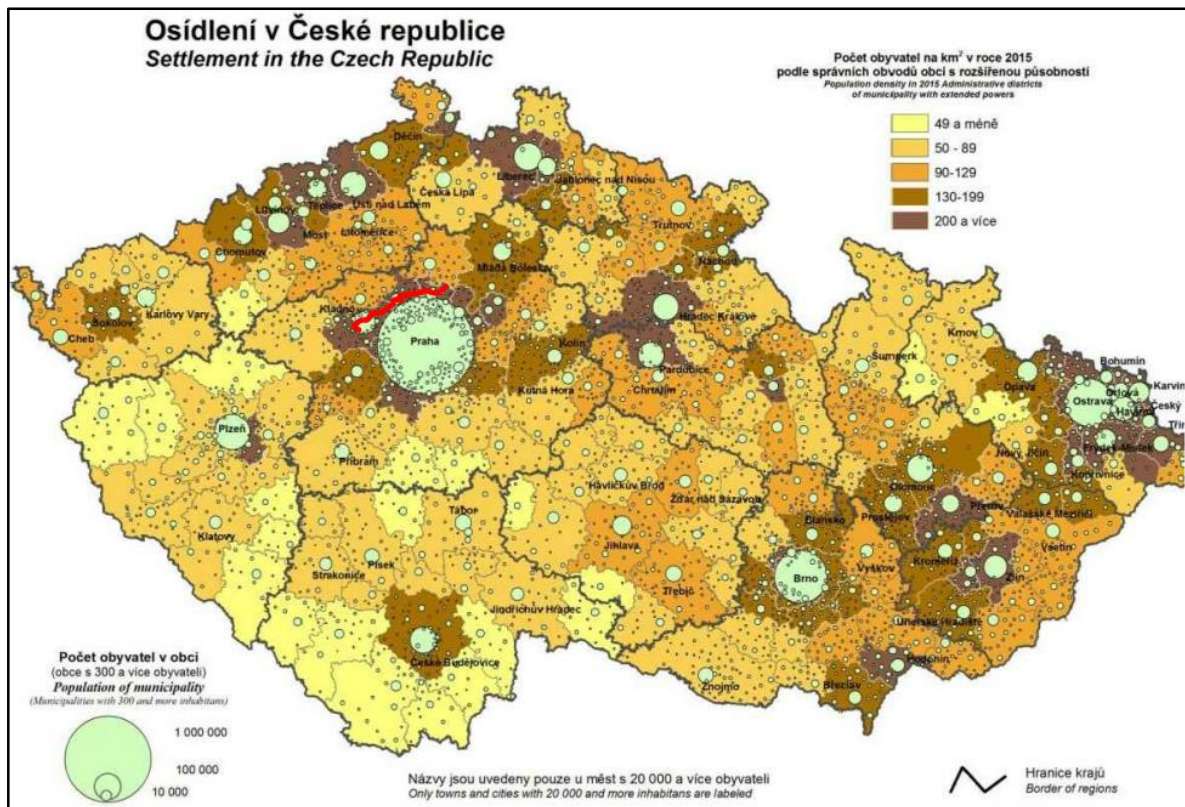 Osídlení v České republice
Settlement in the Czech Republic
Počet obyvatel na km² v roce 2015
podle správních obvodů obcí s rozšířenou působností
Population density in 2015 Administrative districts
of municipality with extended powers
49 a méně
50 - 89
90-129
130-199
200 a více
Děčín
Liberec
Jablonec nad Nisou
Česká Lípa
Teplice
Ústí nad Labem
Litvínov
Most
Litoměřice
Chomutov
Trutnov
Náchod
Mladá Boleslav
Kladno
Hradec Králové
Sokolov
Karlovy Vary
Cheb
Praha
Kolín
Pardubice
Kutná Hora
Chrudim
Šumperk
Krnov
Bohumín
Opava
Orlová
Karvin
Ostrava
Havířov
Český
Třin
Frýdek-Místek
Plzeň
Nový Jičín
Kopřivnice
Příbram
Havlíčkův Brod
Žďár nad Sázavou
Olomouc
Prostějov
Přerov
Valašské Meziříčí
Tábor
Klatovy
Jihlava
Blansko
Vsetín
Písek
Strakonice
Vyškov
Kroměříž
Zlín
Brno
Třebíč
Jindřichův Hradec
Uherské Hradiště
České Budějovice
Hodonín
Znojmo
Břeclav
Počet obyvatel v obci
(obce s 300 a více obyvateli)
Population of municipality
(Municipalities with 300 and more inhabitans)
1 000 000
100 000
10 000
Názvy jsou uvedeny pouze u měst s 20 000 a více obyvateli
Only towns and cities with 20 000 and more inhabitans are labeled
Hranice krajů
Border of regions